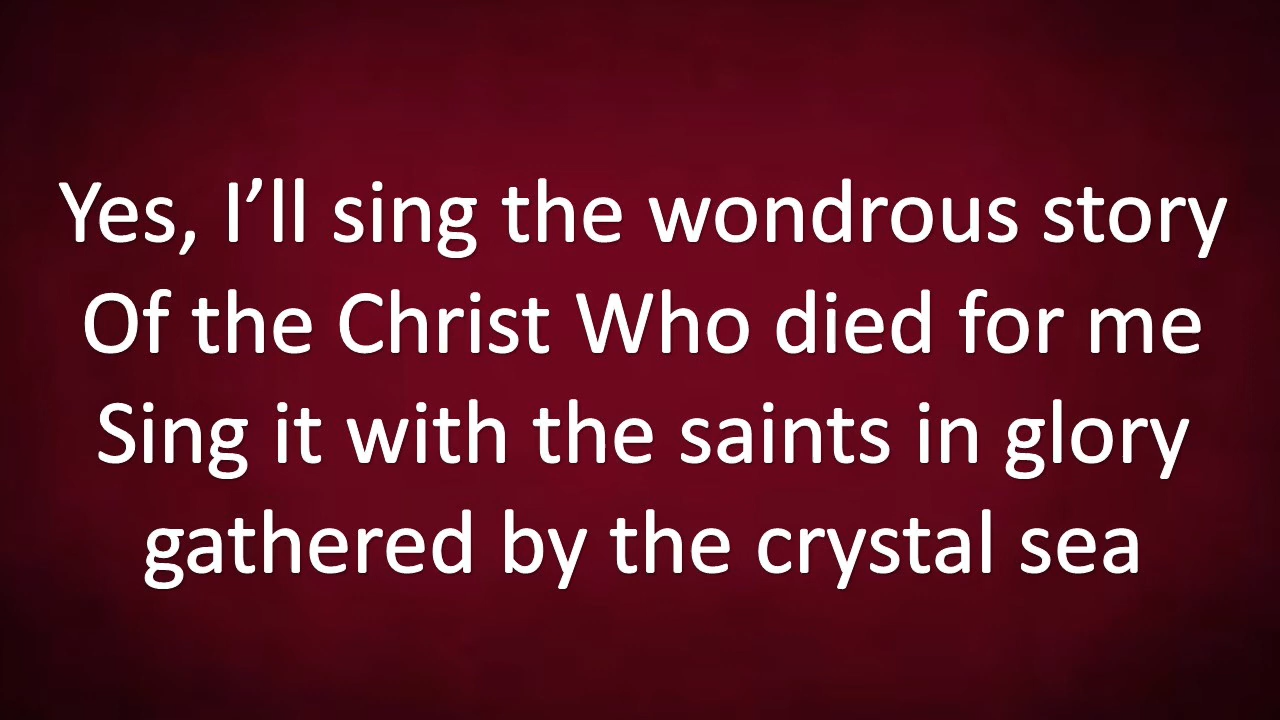 Yes, I’ll sing the wondrous story
Of the Christ Who died for me
Sing it with the saints in glory
gathered by the crystal sea